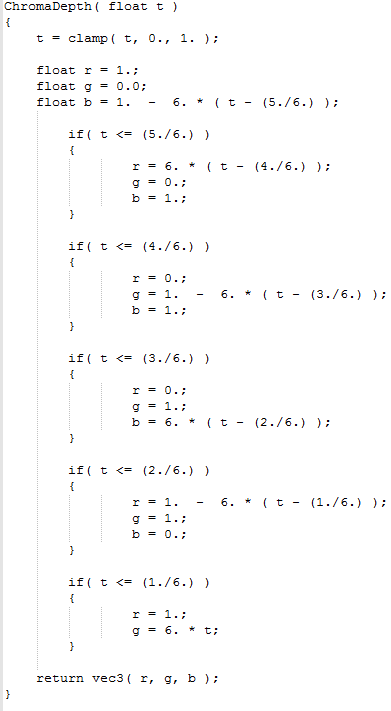 ChromaDepth( float t )
{
    t = clamp( t, 0., 1. );
    float r = 1.;
    float g = 0.0;
    float b = 1.  -  6. * ( t - (5./6.) );
        if( t <= (5./6.) )
        {
                r = 6. * ( t - (4./6.) );
                g = 0.;
                b = 1.;
        }
        if( t <= (4./6.) )
        {
                r = 0.;
                g = 1.  -  6. * ( t - (3./6.) );
                b = 1.;
        }
        if( t <= (3./6.) )
        {
                r = 0.;
                g = 1.;
                b = 6. * ( t - (2./6.) );
        }
        if( t <= (2./6.) )
        {
                r = 1.  -  6. * ( t - (1./6.) );
                g = 1.;
                b = 0.;
        }
        if( t <= (1./6.) )
        {
                r = 1.;
                g = 6. * t;
        }
    return vec3( r, g, b );
}